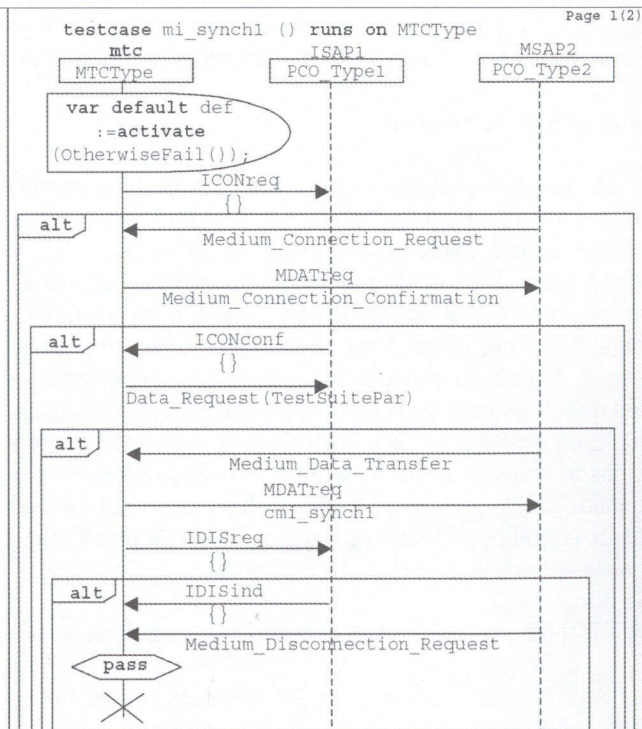 Page 1(2)
testcase mi_synch1 () runs on MTCType
mtc ISAP1 MSAP2
MTCType PCO_Type1 PCO_Type2
var default def
:=activate
(OtherwiseFail());
ICONreq
{}
alt
Medium_Connection_Request
MDATreq
Medium_Connection_Confirmation
alt ICONconf
{}
Data_Request(TestSuitePar)
alt
Medium_Data_Transfer
MDATreq
cmi_synch1
IDISreq
{}
alt IDISind
{}
Medium_Disconnection_Request
pass